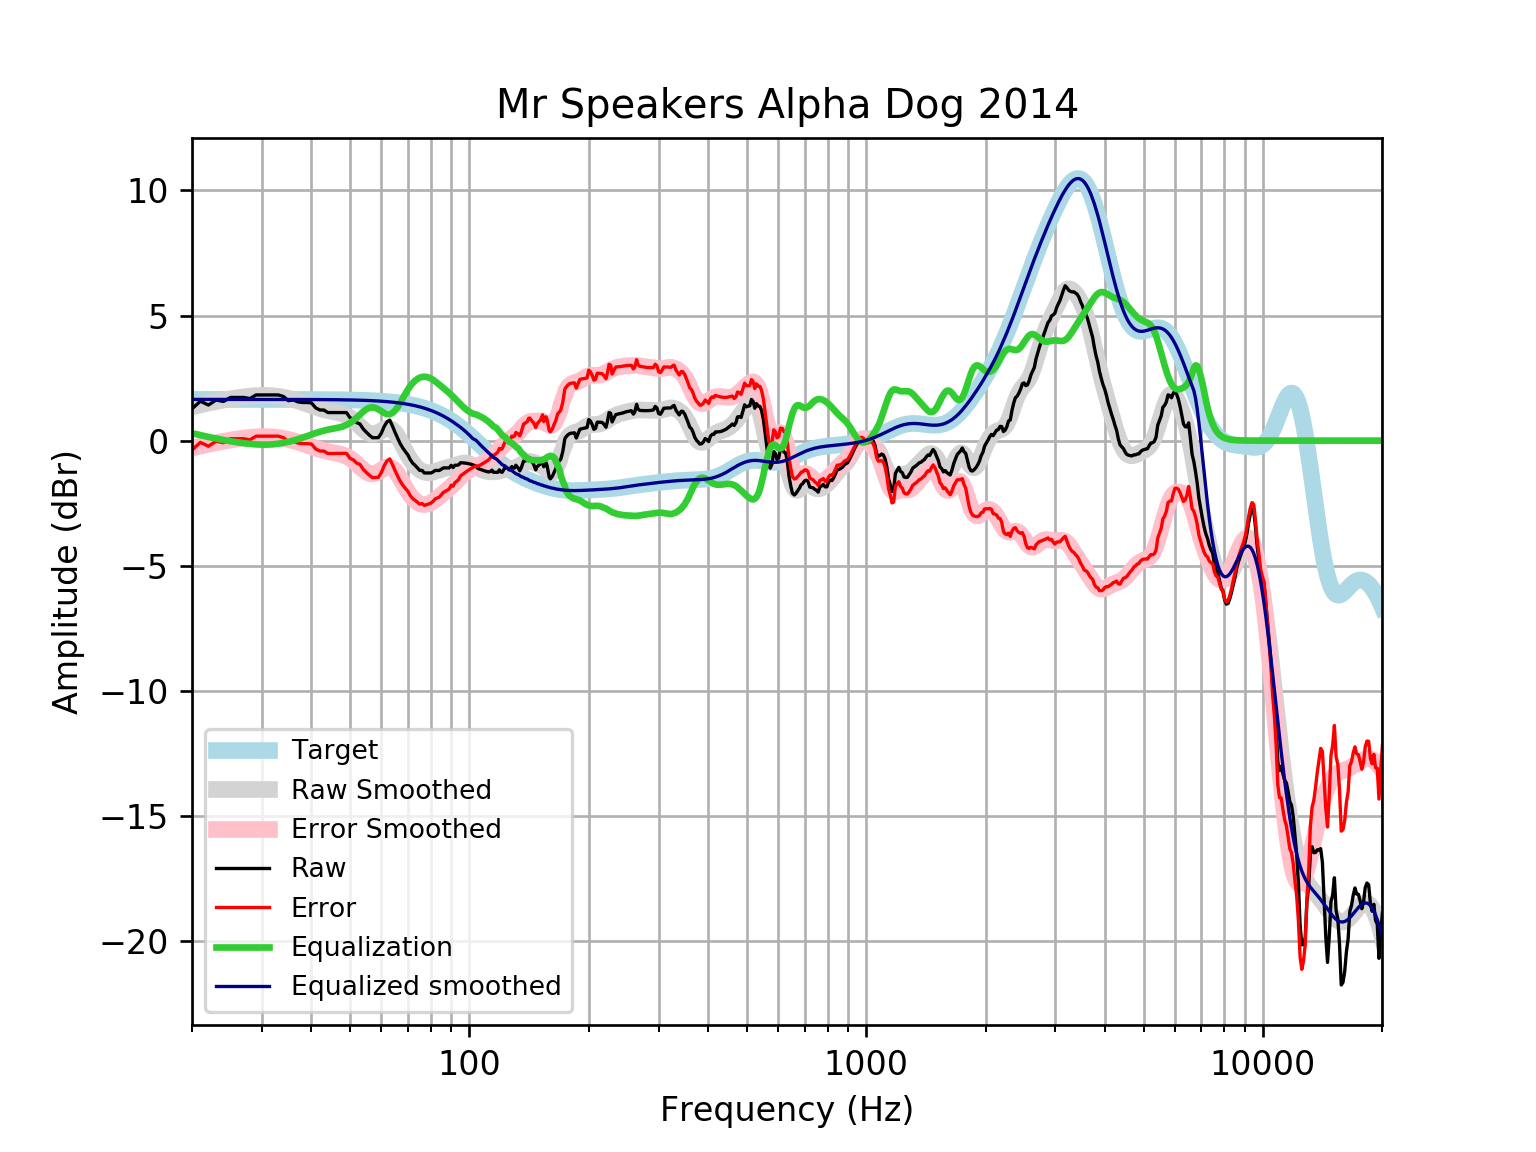 Mr Speakers Alpha Dog 2014
10
5
0
−5
−10
−15
−20
Amplitude (dBr)
Target
Raw Smoothed
Error Smoothed
Raw
Error
Equalization
Equalized smoothed
100 1000 10000
Frequency (Hz)